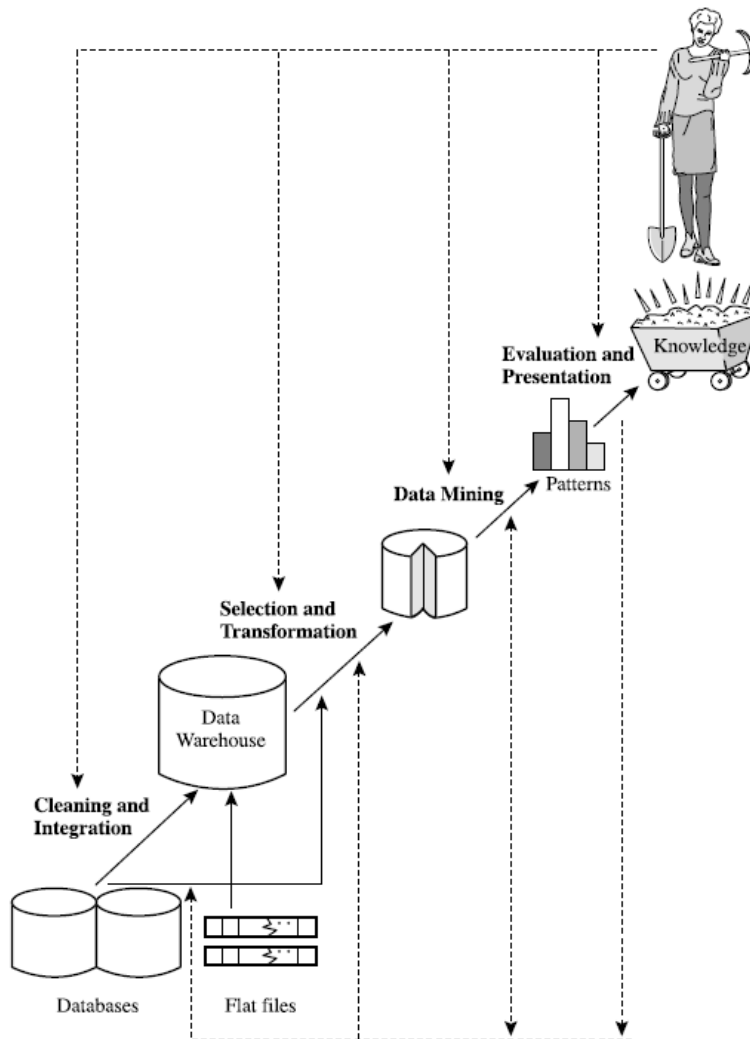 Knowledge
Evaluation and
Presentation
Patterns
Data Mining
Selection and
Transformation
Data
Warehouse
Cleaning and
Integration
Databases
Flat files